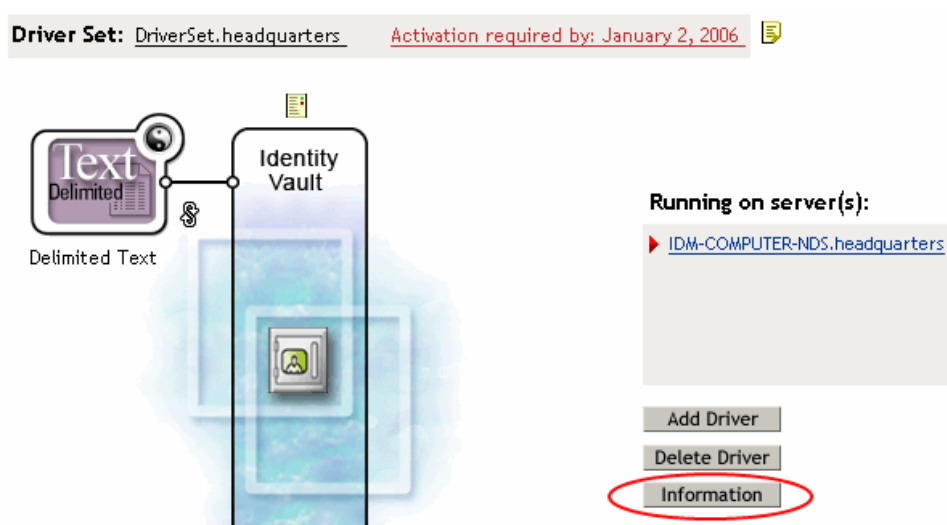 Driver Set: DriverSet.headquarters Activation required by: January 2, 2006
Text
Delimited
Delimited Text
Identity
Vault
Running on server(s):
IDM-COMPUTER-NDS.headquarters
Add Driver
Delete Driver
Information